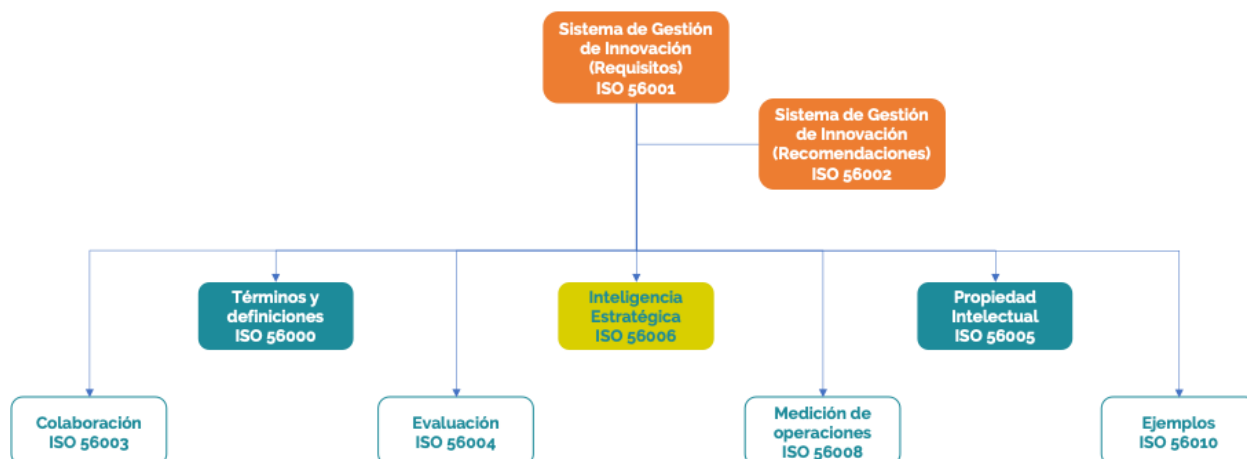 Sistema de Gestión
de Innovación
(Requisitos)
ISO 56001
Sistema de Gestión
de Innovación
(Recomendaciones)
ISO 56002
Términos y
definiciones
ISO 56000
Inteligencia
Estratégica
ISO 56006
Propiedad
Intelectual
ISO 56005
Colaboración
ISO 56003
Evaluación
ISO 56004
Medición de
operaciones
ISO 56008
Ejemplos
ISO 56010